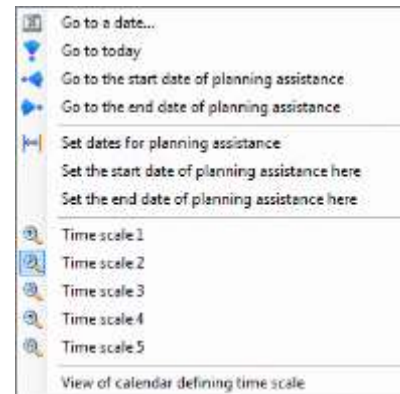 Go to a date...
Go to today
Go to the start date of planning assistance
Go to the end date of planning assistance
Set dates for planning assistance
Set the start date of planning assistance here
Set the end date of planning assistance here
Time scale 1
Time scale 2
Time scale 3
Time scale 4
Time scale 5
View of calendar defining time scale